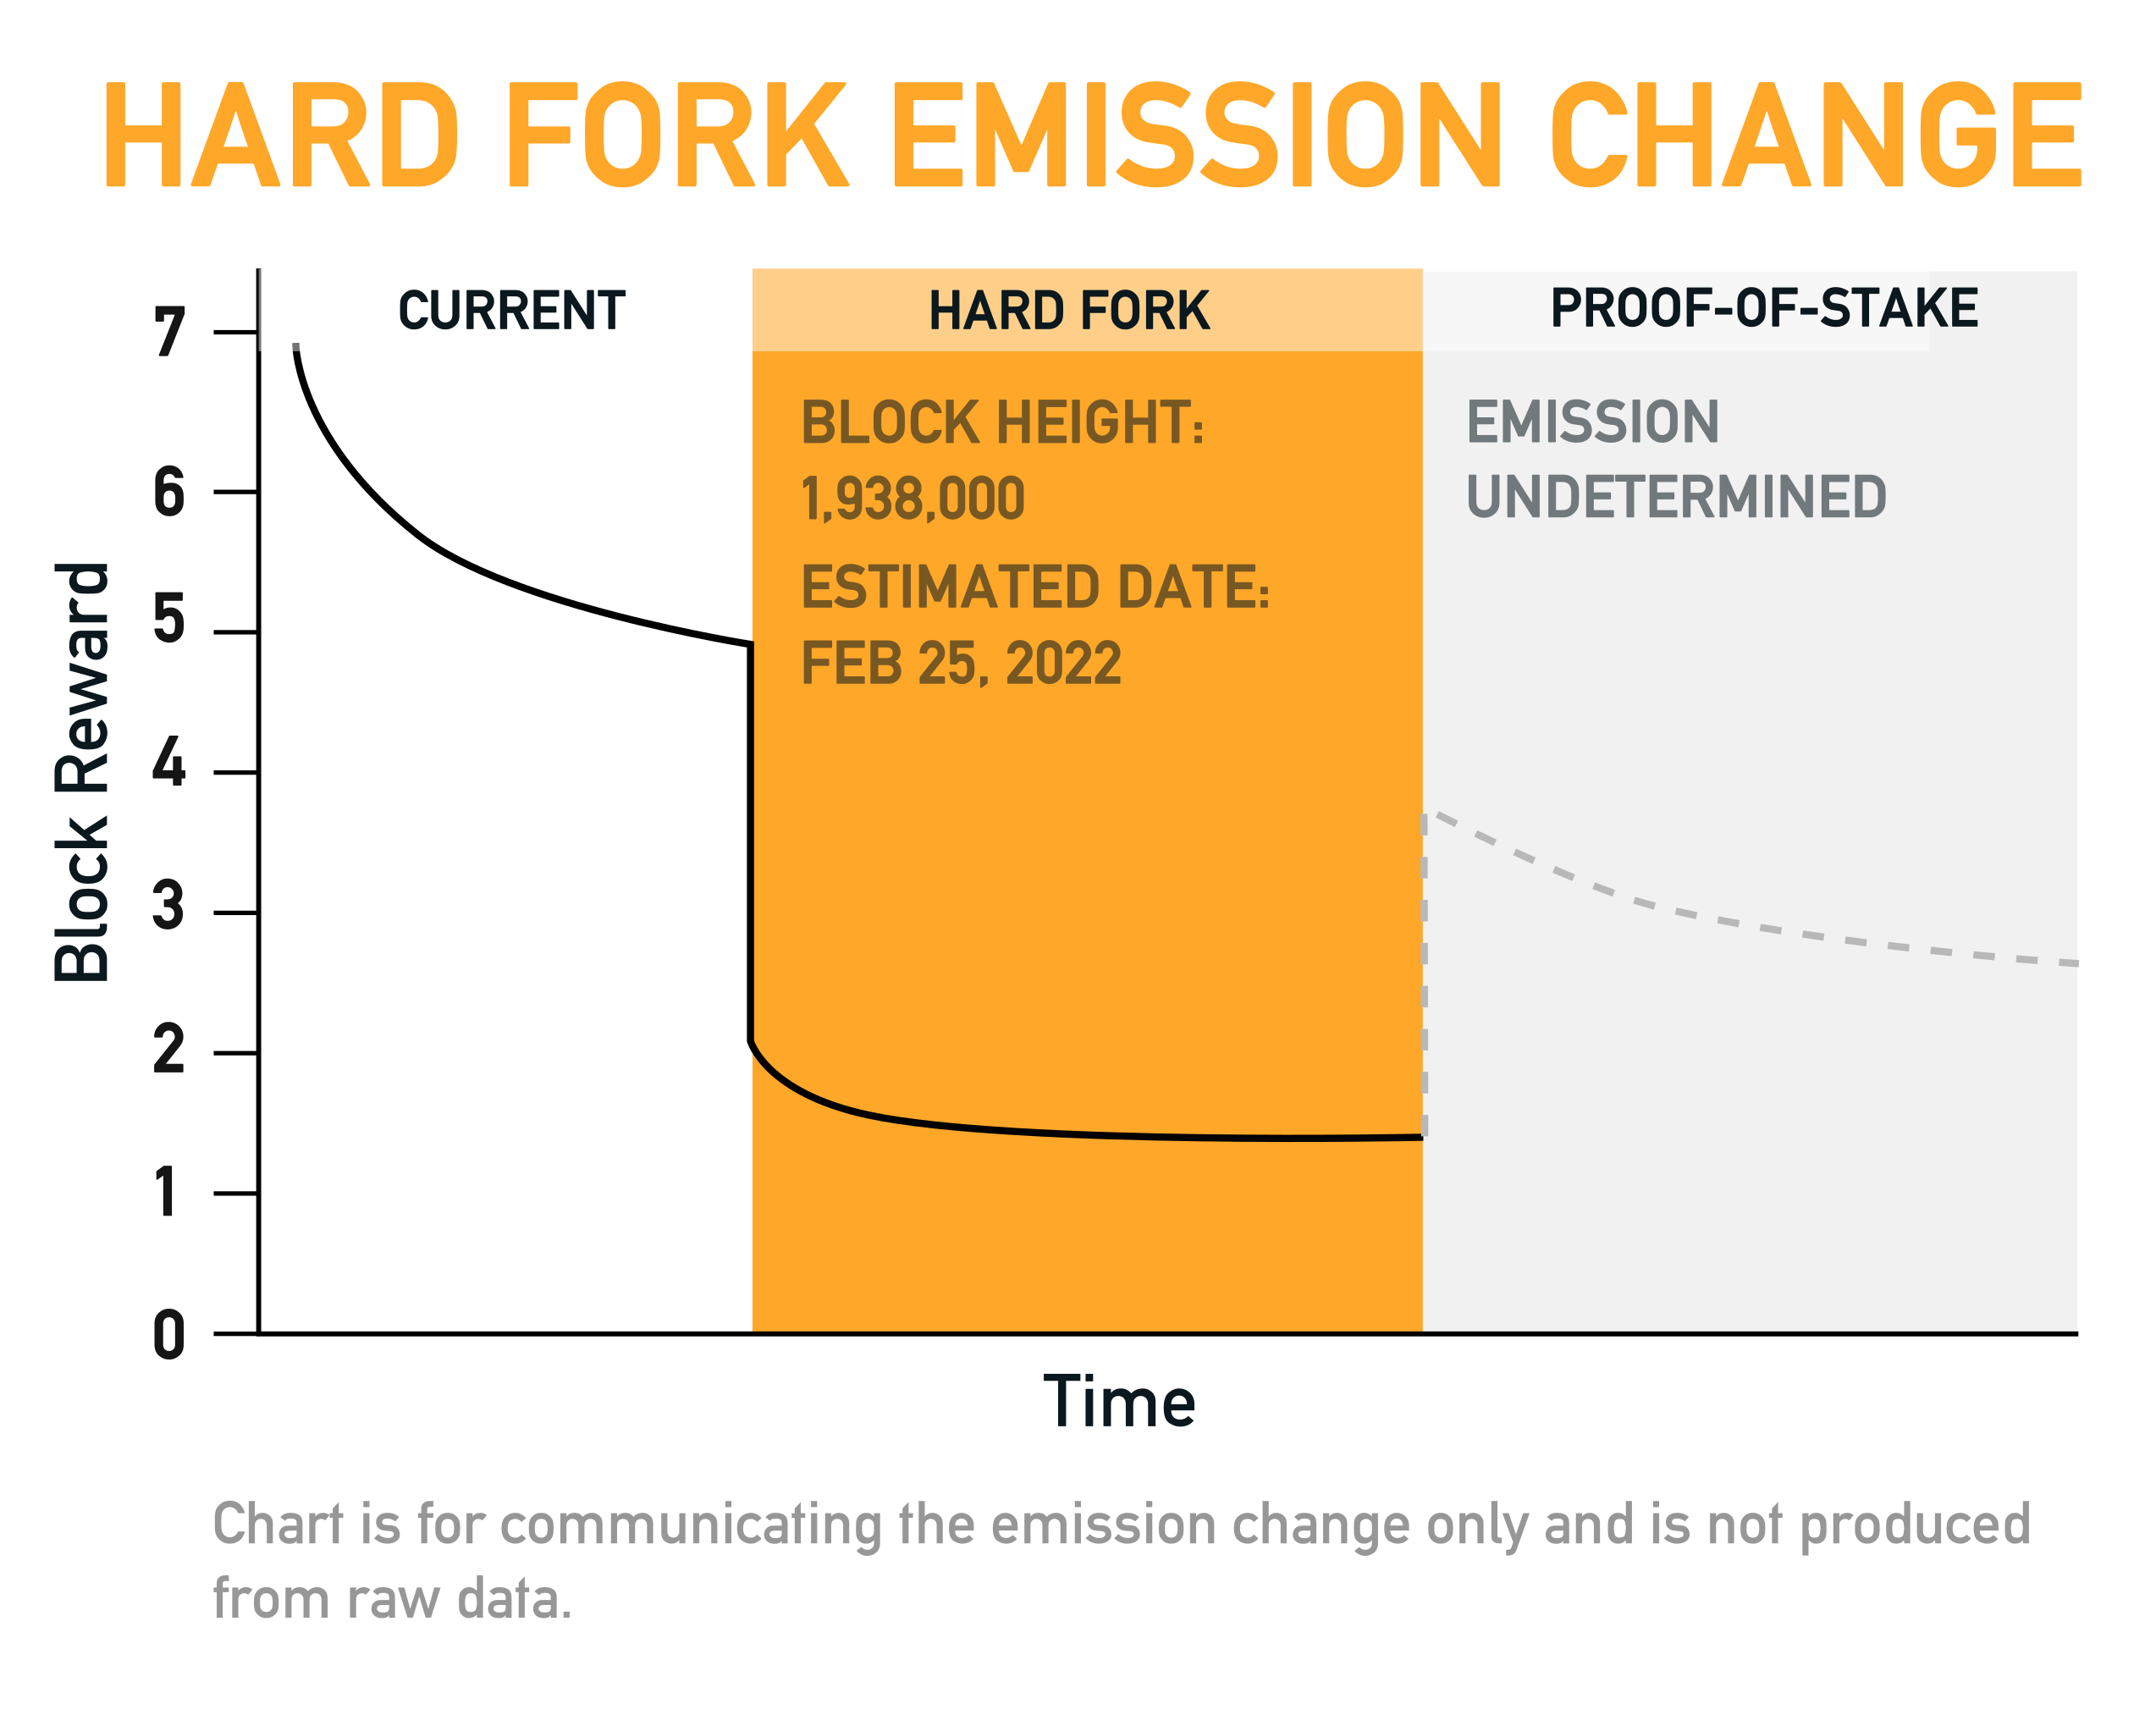 HARD FORK EMISSION CHANGE
CURRENT
HARD FORK
PROOF-OF-STAKE
BLOCK HEIGHT:
1,983,000
ESTIMATED DATE:
FEB 25, 2022
EMISSION
UNDETERMINED
Block Reward
7
6
5
4
3
2
1
0
Time
Chart is for communicating the emission change only and is not produced
from raw data.